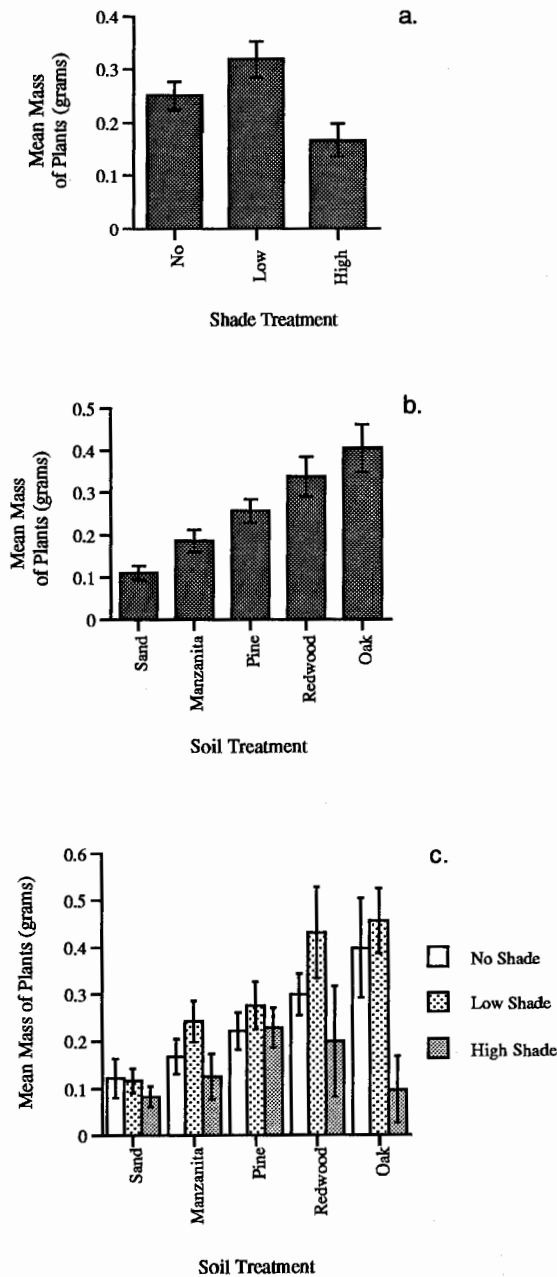 a.
0.4
0.3
0.2
0.1
0
Mean Mass
of Plants (grams)
No
Low
High
Shade Treatment
b.
0.5
0.4
0.3
0.2
0.1
0
Mean Mass
of Plants (grams)
Sand
Manzanita
Pine
Redwood
Oak
Soil Treatment
c.
0.6
0.5
0.4
0.3
0.2
0.1
0
Mean Mass of Plants (grams)
No Shade
Low Shade
High Shade
Sand
Manzanita
Pine
Redwood
Oak
Soil Treatment